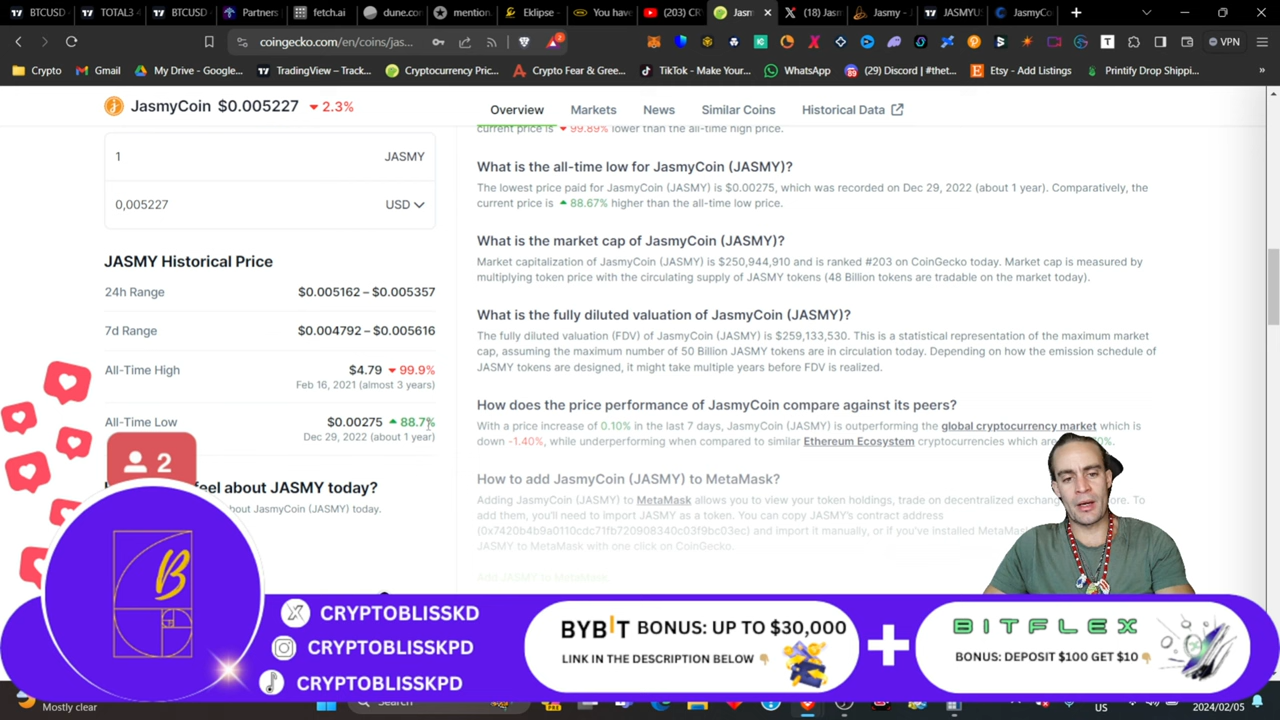 BTCUSD
TOTAL3
BTCUSD
Partners
fetch.ai
dune.co
mention.
Eklipse -
You have
(203) CR
Jasm
(18) Jasm
Jasmy -
JASMYUS
JasmyCo
coingecko.com/en/coins/jas...
2
VPN
Crypto
Gmail
My Drive - Google...
TradingView – Track...
Cryptocurrency Pric...
Crypto Fear & Gree...
TikTok - Make Your...
WhatsApp
(29) Discord | #thet...
Etsy - Add Listings
Printify Drop Shippi...
JasmyCoin $0.005227 ▼ 2.3%
Overview
Markets
News
Similar Coins
Historical Data
1 JASMY
0,005227 USD
JASMY Historical Price
24h Range $0.005162 – $0.005357
7d Range $0.004792 – $0.005616
All-Time High $4.79 ▼ 99.9%
Feb 16, 2021 (almost 3 years)
All-Time Low $0.00275 ▲ 88.7%
Dec 29, 2022 (about 1 year)
2
feel about JASMY today?
bout JasmyCoin (JASMY) today.
current price is ▼ 99.89% lower than the all-time high price.
What is the all-time low for JasmyCoin (JASMY)?
The lowest price paid for JasmyCoin (JASMY) is $0.00275, which was recorded on Dec 29, 2022 (about 1 year). Comparatively, the
current price is ▲ 88.67% higher than the all-time low price.
What is the market cap of JasmyCoin (JASMY)?
Market capitalization of JasmyCoin (JASMY) is $250,944,910 and is ranked #203 on CoinGecko today. Market cap is measured by
multiplying token price with the circulating supply of JASMY tokens (48 Billion tokens are tradable on the market today).
What is the fully diluted valuation of JasmyCoin (JASMY)?
The fully diluted valuation (FDV) of JasmyCoin (JASMY) is $259,133,530. This is a statistical representation of the maximum market
cap, assuming the maximum number of 50 Billion JASMY tokens are in circulation today. Depending on how the emission schedule of
JASMY tokens are designed, it might take multiple years before FDV is realized.
How does the price performance of JasmyCoin compare against its peers?
With a price increase of 0.10% in the last 7 days, JasmyCoin (JASMY) is outperforming the global cryptocurrency market which is
down -1.40%, while underperforming when compared to similar Ethereum Ecosystem cryptocurrencies which are
How to add JasmyCoin (JASMY) to MetaMask?
Adding JasmyCoin (JASMY) to MetaMask allows you to view your token holdings, trade on decentralized exchang ore. To
add them, you'll need to import JASMY as a token. You can copy JASMY's contract address
(0x7420b4b9a0110cdc71fb720908340c03f9bc03ec) and import it manually, or if you've installed MetaMas
JASMY to MetaMask with one click on CoinGecko.
Add JASMY to MetaMask
B
CRYPTOBLISSKD
CRYPTOBLISSKPD
CRYPTOBLISSKPD
BYBIT BONUS: UP TO $30,000
LINK IN THE DESCRIPTION BELOW
BITFLEX
BONUS: DEPOSIT $100 GET $10
Mostly clear
Search
US
2024/02/05